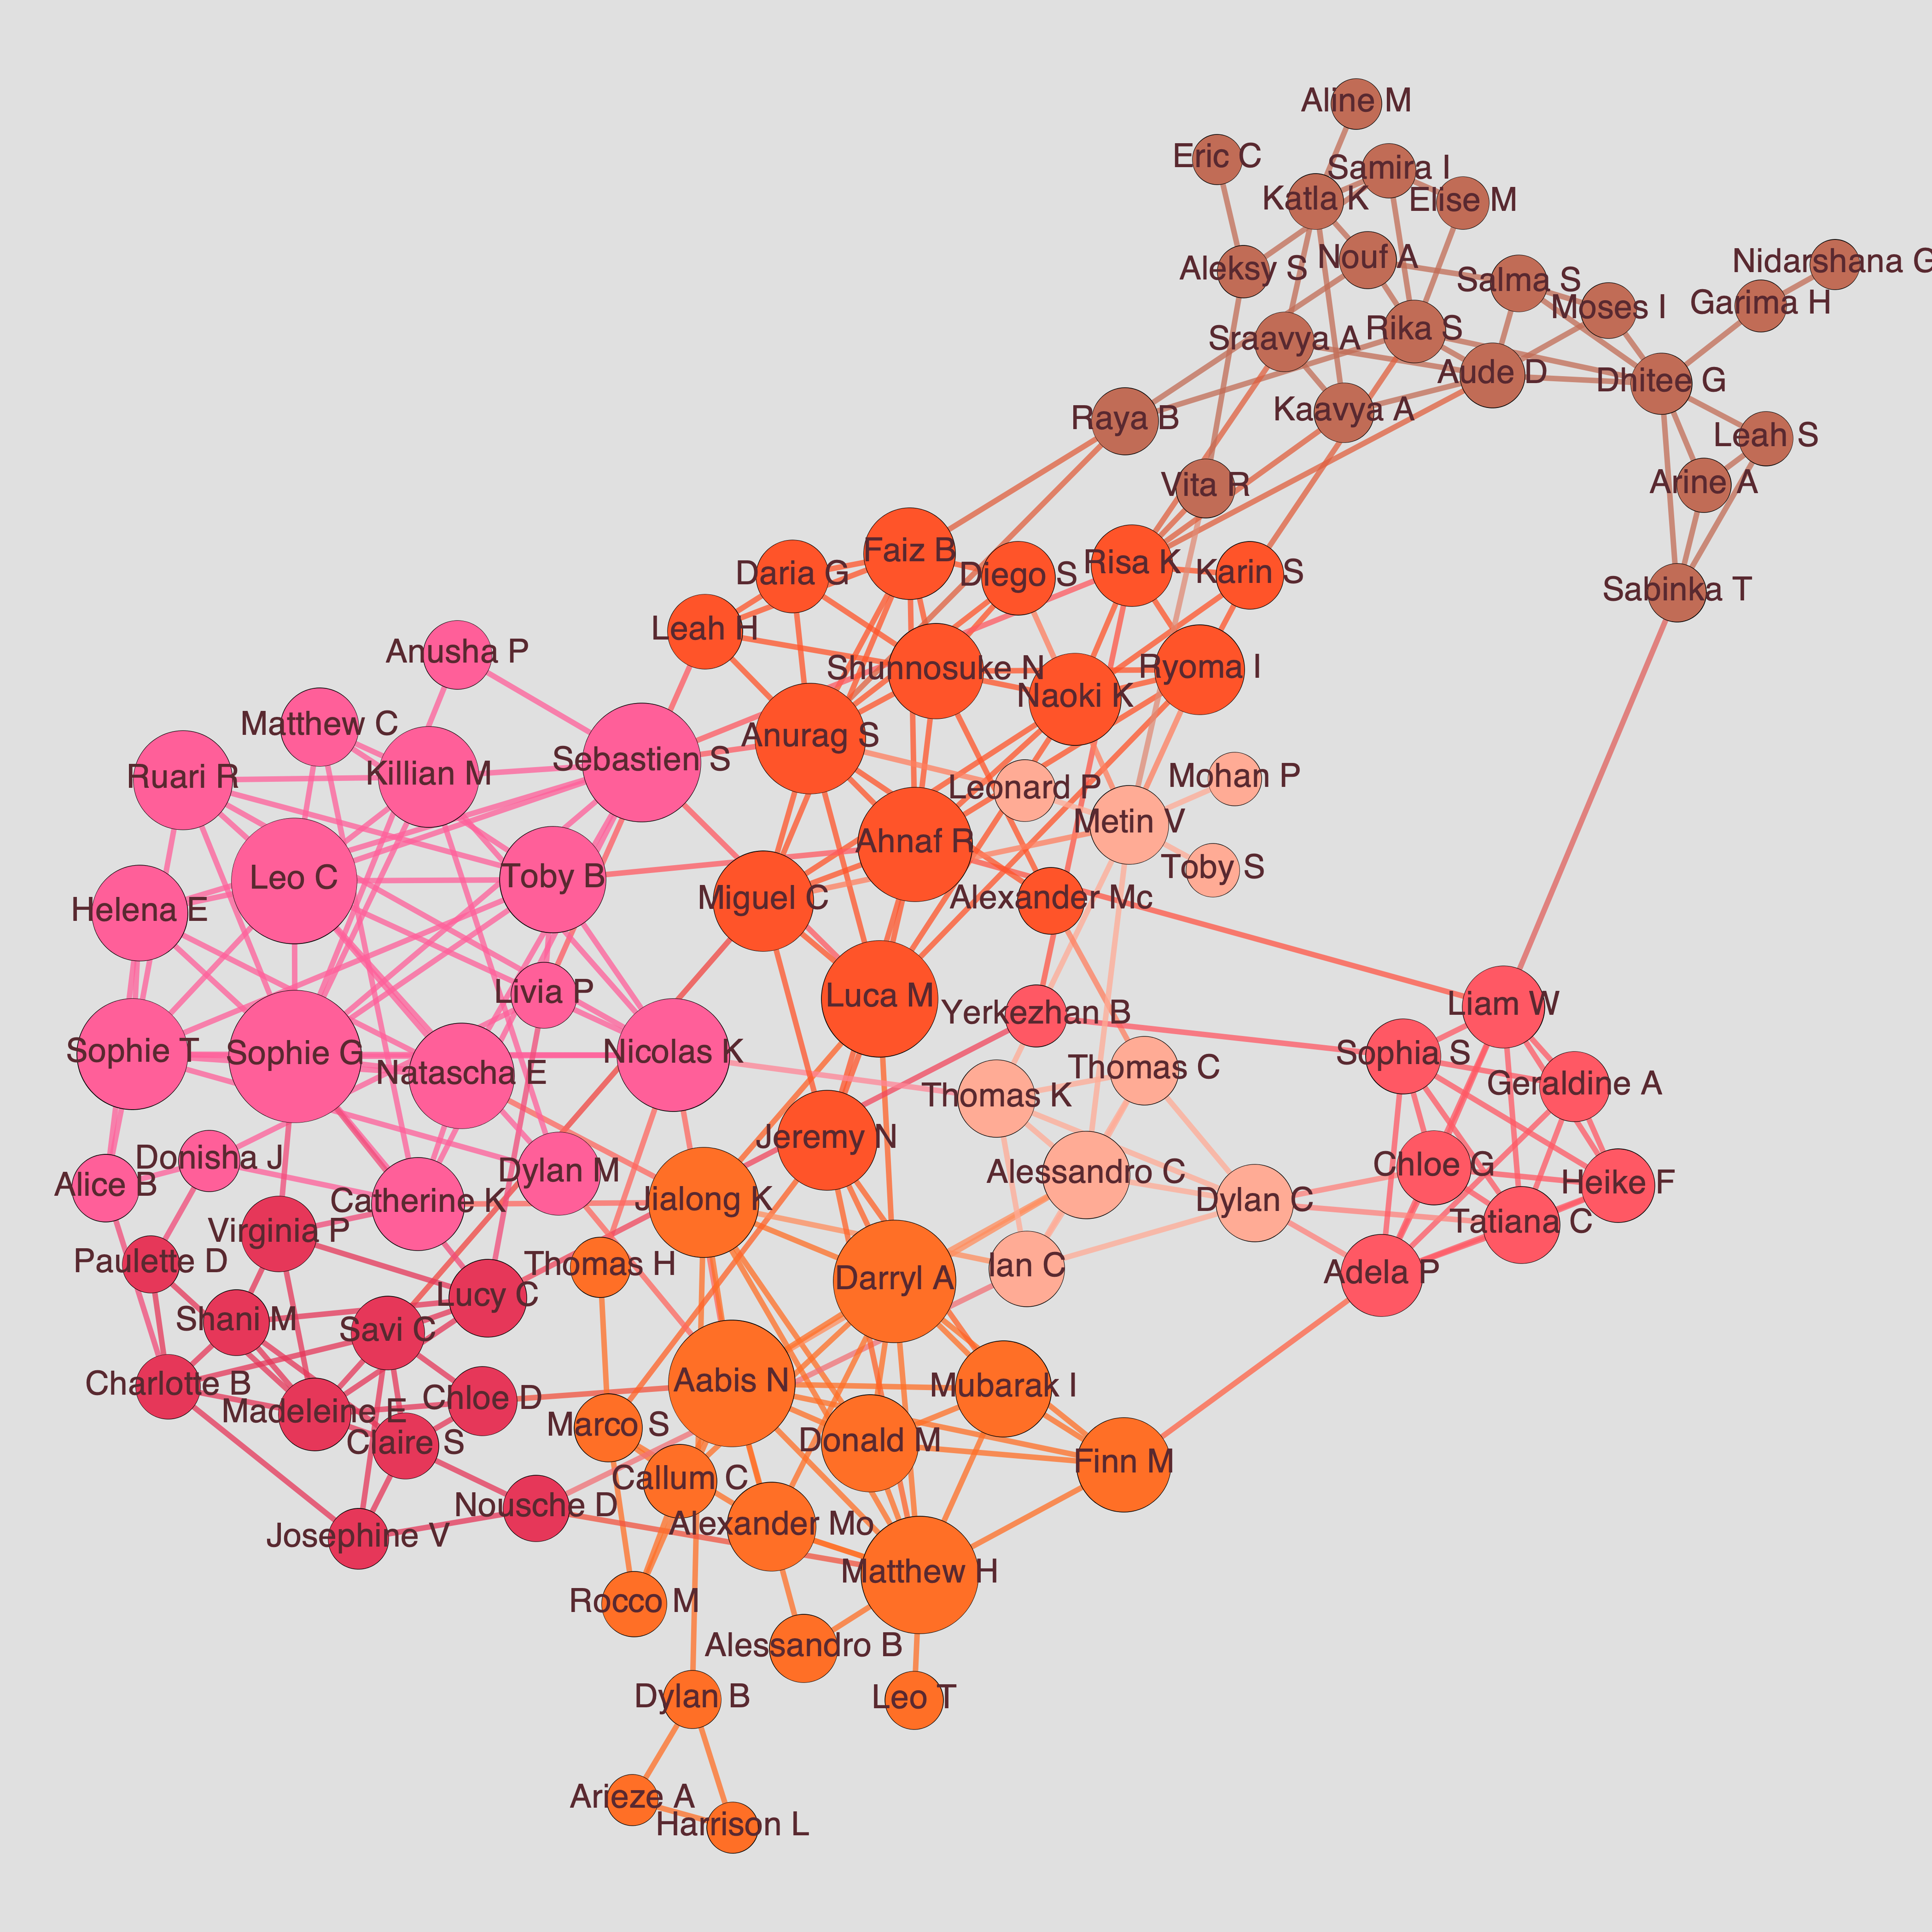 Aline M
Eric C
Samira I
Katla K
Elise M
Nouf A
Aleksy S
Nidarshana G
Salma S
Moses I
Garima H
Sraavya A
Rika S
Aude D
Dhitee G
Raya B
Kaavya A
Leah S
Vita R
Arine A
Faiz B
Daria G
Diego S
Risa K
Karin S
Sabinka T
Leah H
Anusha P
Shunnosuke N
Ryoma I
Naoki K
Matthew C
Anurag S
Sebastien S
Ruari R
Killian M
Leonard P
Mohan P
Metin V
Ahnaf R
Toby S
Leo C
Toby B
Miguel C
Alexander Mc
Helena E
Livia P
Luca M
Yerkezhan B
Liam W
Sophie T
Sophie G
Nicolas K
Natascha E
Sophia S
Thomas C
Geraldine A
Thomas K
Jeremy N
Donisha J
Alice B
Dylan M
Chloe G
Alessandro C
Heike F
Catherine K
Jialong K
Dylan C
Tatiana C
Virginia P
Paulette D
Thomas H
Darryl A
Ian C
Adela P
Lucy C
Shani M
Savi C
Charlotte B
Aabis N
Mubarak I
Chloe D
Madeleine E
Marco S
Claire S
Donald M
Finn M
Callum C
Nousche D
Alexander Mo
Josephine V
Matthew H
Rocco M
Alessandro B
Dylan B
Leo T
Arieze A
Harrison L